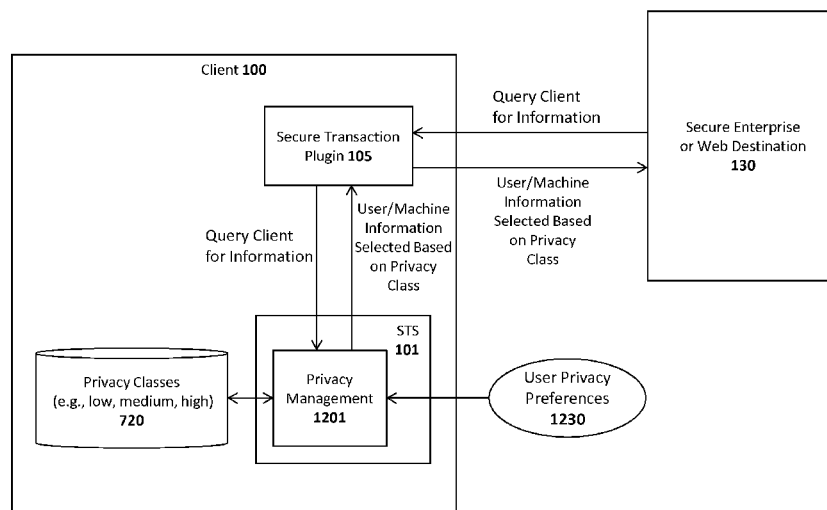 Client 100
Query Client
for Information
Secure Transaction
Plugin 105
Secure Enterprise
or Web Destination
130
User/Machine
Information
Selected Based
on Privacy
Class
User/Machine
Information
Selected Based
on Privacy
Class
Query Client
for Information
STS
101
Privacy Classes
(e.g., low, medium, high)
720
Privacy
Management
1201
User Privacy
Preferences
1230